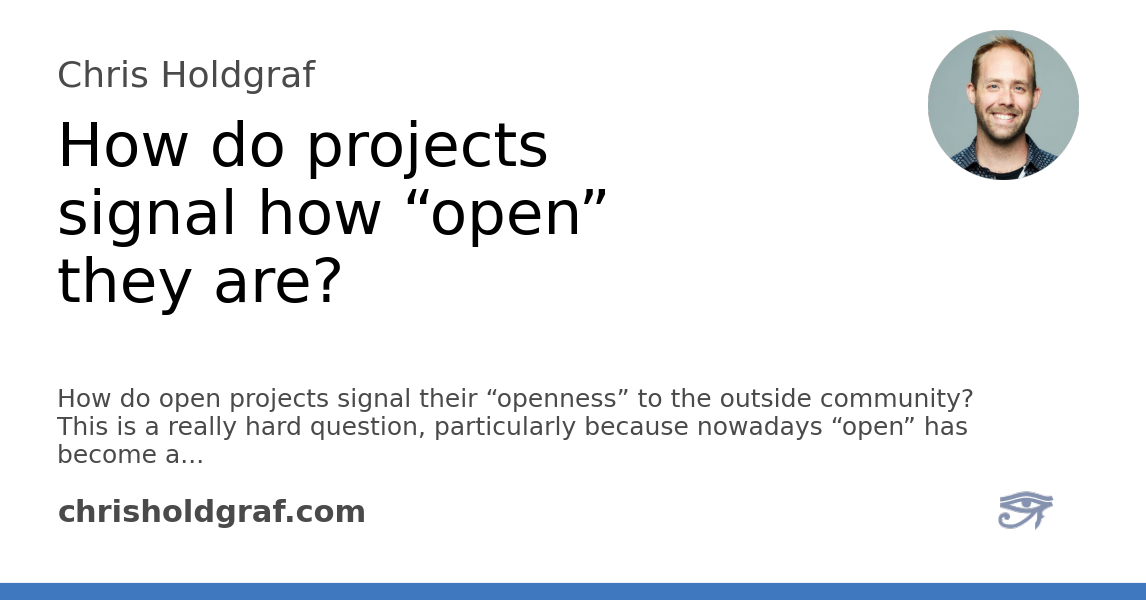 Chris Holdgraf
How do projects
signal how “open”
they are?
How do open projects signal their “openness” to the outside community?
This is a really hard question, particularly because nowadays “open” has
become a...
chrisholdgraf.com